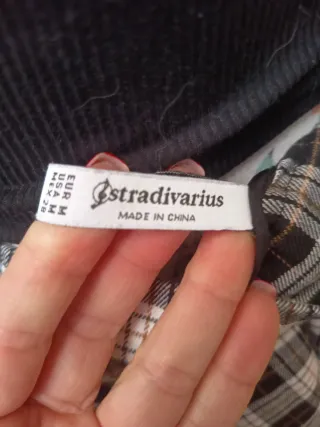 stradivarius
MADE IN CHINA
EUR M
USA M
MEX 28